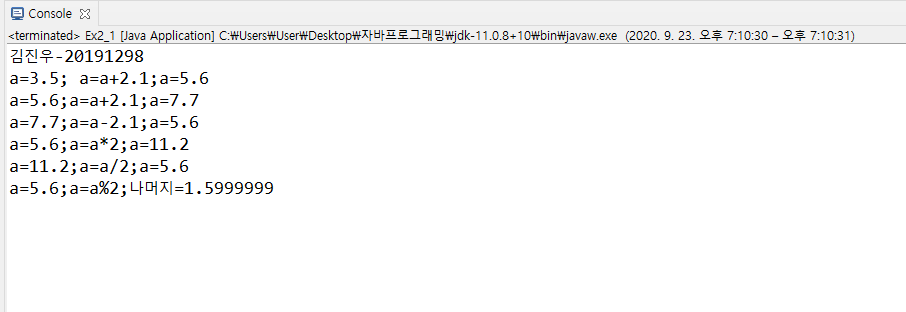 Console
<terminated> Ex2_1 [Java Application] C:₩Users₩User₩Desktop₩자바프로그래밍₩jdk-11.0.8+10₩bin₩javaw.exe (2020. 9. 23. 오후 7:10:30 – 오후 7:10:31)
김진우-20191298
a=3.5; a=a+2.1;a=5.6
a=5.6;a=a+2.1;a=7.7
a=7.7;a=a-2.1;a=5.6
a=5.6;a=a*2;a=11.2
a=11.2;a=a/2;a=5.6
a=5.6;a=a%2;나머지=1.5999999